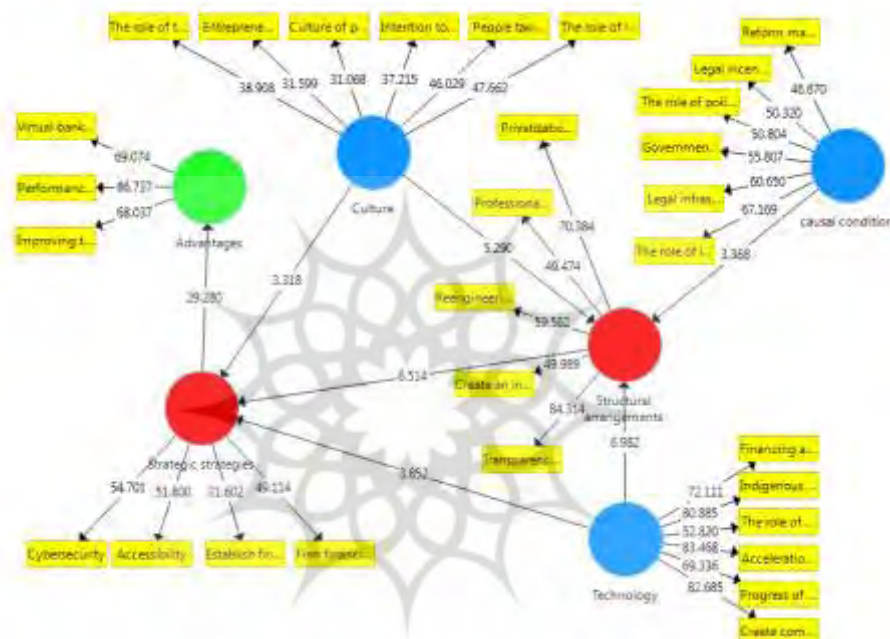 The role of t...
Entreprene...
Culture of p...
Intention to...
People taki...
The role of l...
Reform ma...
38.908
31.599
31.068
37.215
46.029
47.662
46.670
Legal incen...
50.320
The role of poli...
50.804
Virtual bank...
69.074
Privatizatio...
Governmen...
55.807
Performanc...
86.737
Legal infras...
60.690
Improving t...
68.037
Advantages
Culture
Professiona...
67.169
causal condition
The role of l...
70.384
5.290
49.474
3.368
29.280
3.318
Reengineeri...
59.582
6.514
Create an in...
49.989
84.314
Structural
arrangements
Transparenc...
6.982
Strategic strategies
3.852
54.701
51.800
31.602
49.114
Cybersecurity
Accessibility
Establish fin...
Firm financi...
Financing a...
72.111
Indigenous ...
80.885
The role of ...
52.820
Acceleratio...
83.468
Progress of ...
69.336
Create com...
82.685
Technology